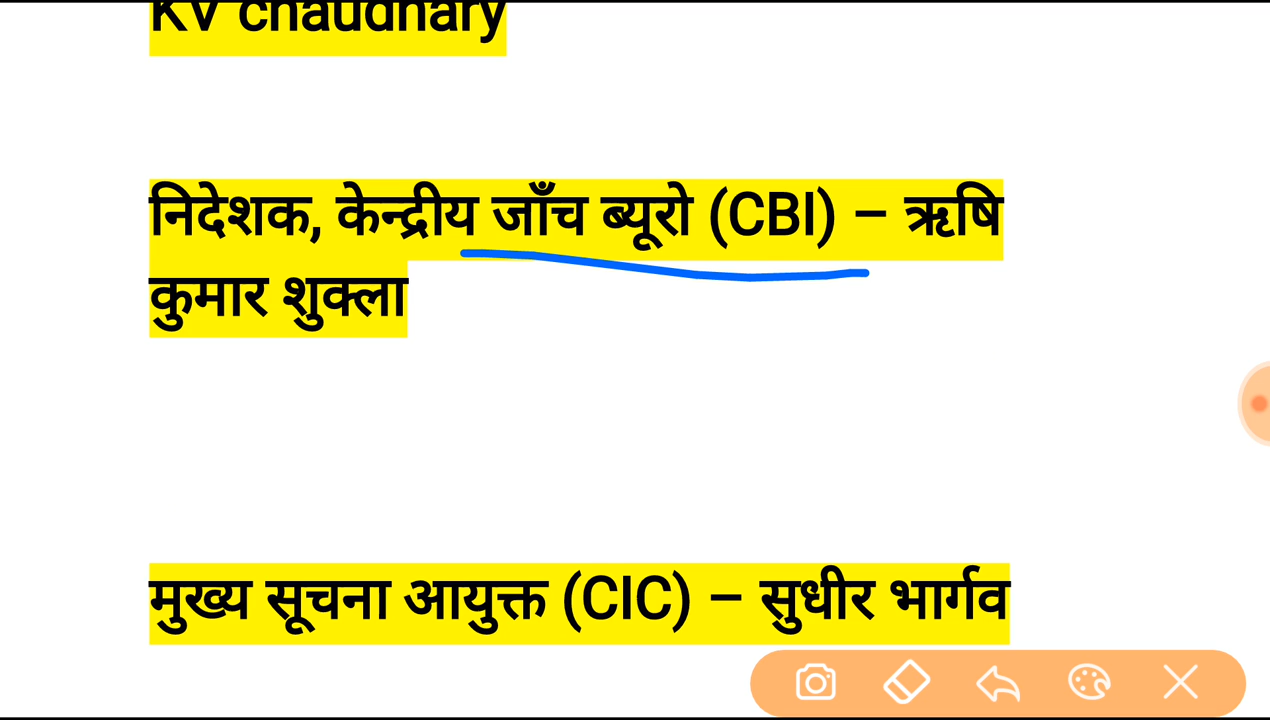 KV chaudhary
निदेशक, केन्द्रीय जाँच ब्यूरो (CBI) – ऋषि
कुमार शुक्ला
मुख्य सूचना आयुक्त (CIC) – सुधीर भार्गव